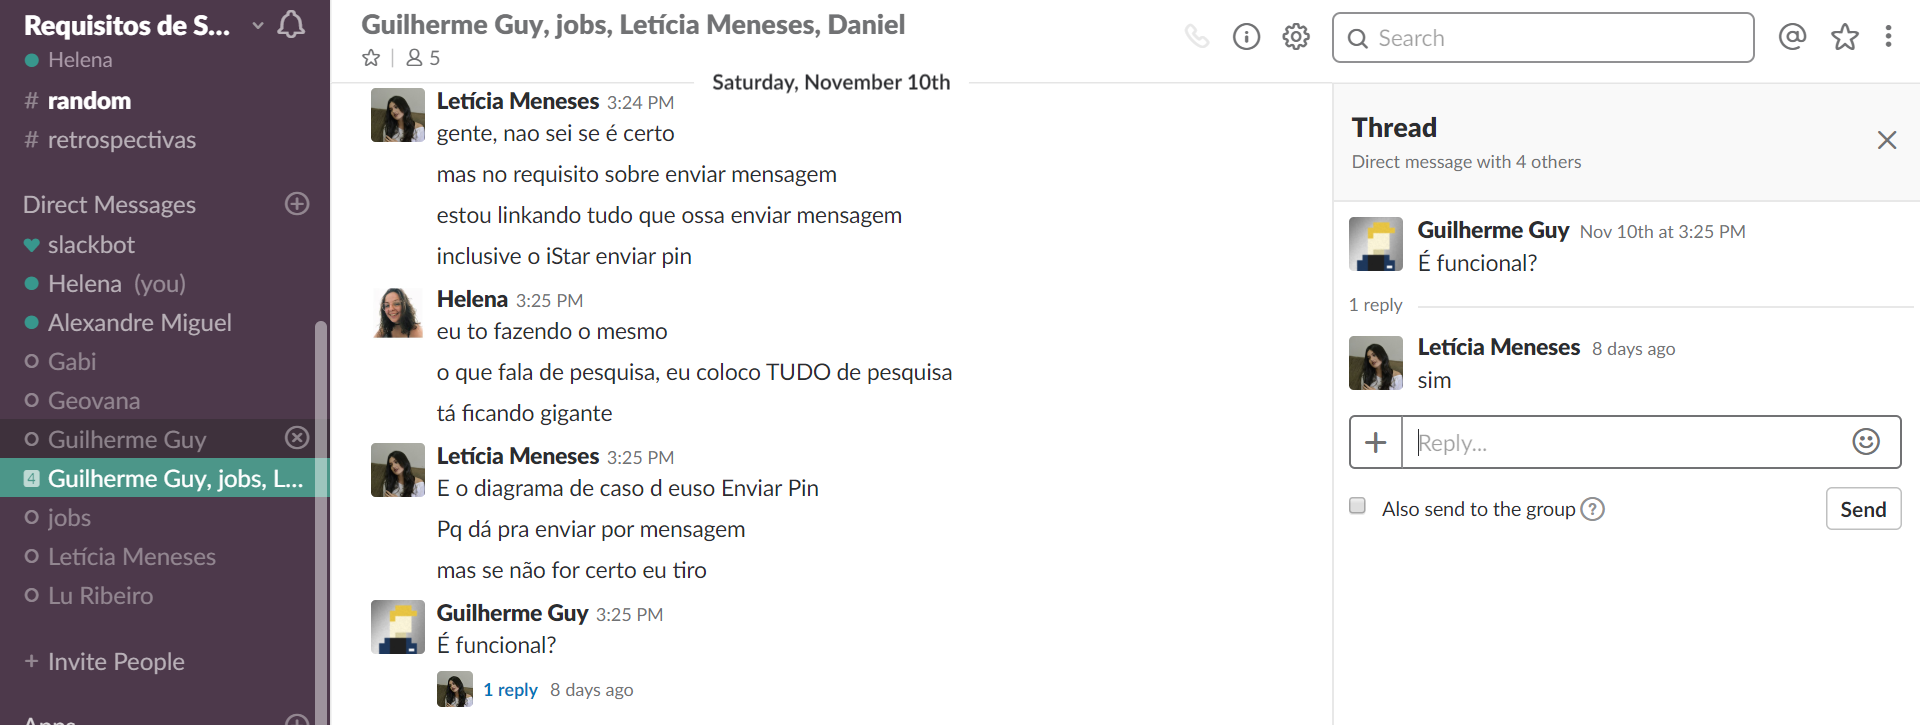 Requisitos de S...
Helena
# random
# retrospectivas
Direct Messages
slackbot
Helena (you)
Alexandre Miguel
Gabi
Geovana
Guilherme Guy
4 Guilherme Guy, jobs, L...
jobs
Letícia Meneses
Lu Ribeiro
+ Invite People
Apps
Guilherme Guy, jobs, Letícia Meneses, Daniel
5
Search
Saturday, November 10th
Letícia Meneses 3:24 PM
gente, nao sei se é certo
mas no requisito sobre enviar mensagem
estou linkando tudo que ossa enviar mensagem
inclusive o iStar enviar pin
Helena 3:25 PM
eu to fazendo o mesmo
o que fala de pesquisa, eu coloco TUDO de pesquisa
tá ficando gigante
Letícia Meneses 3:25 PM
E o diagrama de caso d euso Enviar Pin
Pq dá pra enviar por mensagem
mas se não for certo eu tiro
Guilherme Guy 3:25 PM
É funcional?
1 reply 8 days ago
Thread
Direct message with 4 others
Guilherme Guy Nov 10th at 3:25 PM
É funcional?
1 reply
Letícia Meneses 8 days ago
sim
Reply...
Also send to the group ?
Send